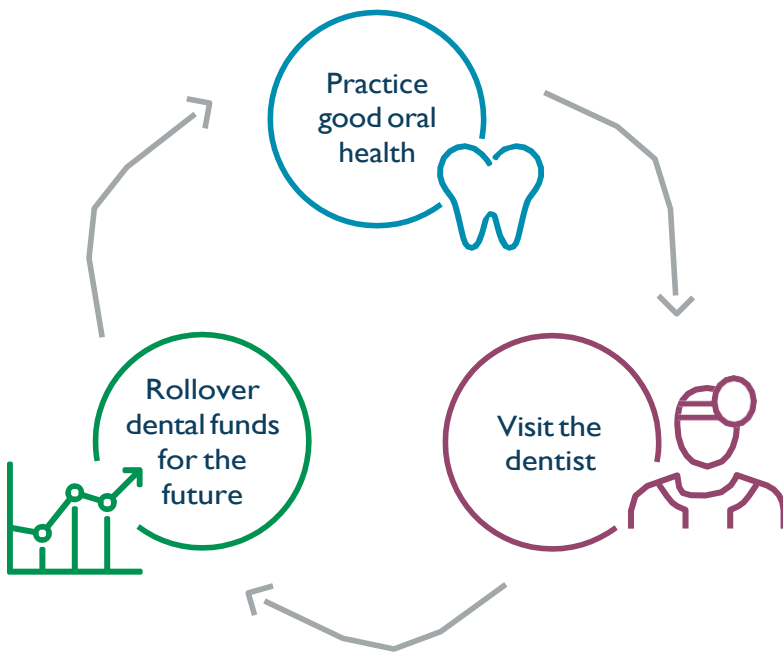 Practice
good oral
health
Visit the
dentist
Rollover
dental funds
for the
future